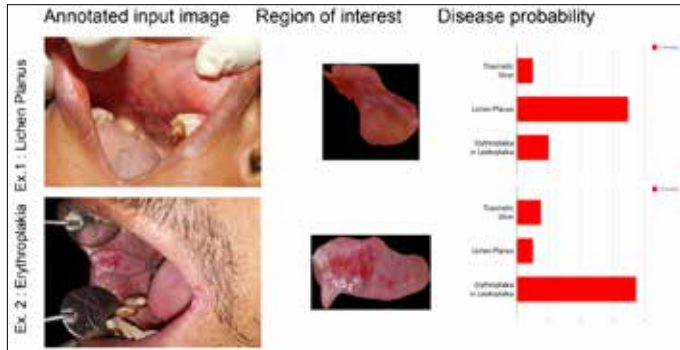 Annotated input image
Region of interest
Disease probability
Ex.1 : Lichen Planus
Traumatic
Ulcer
Lichen Planus
Erythroplakia
or Leukoplakia
Ex. 2 : Erythroplakia
Traumatic
Ulcer
Lichen Planus
Erythroplakia
or Leukoplakia